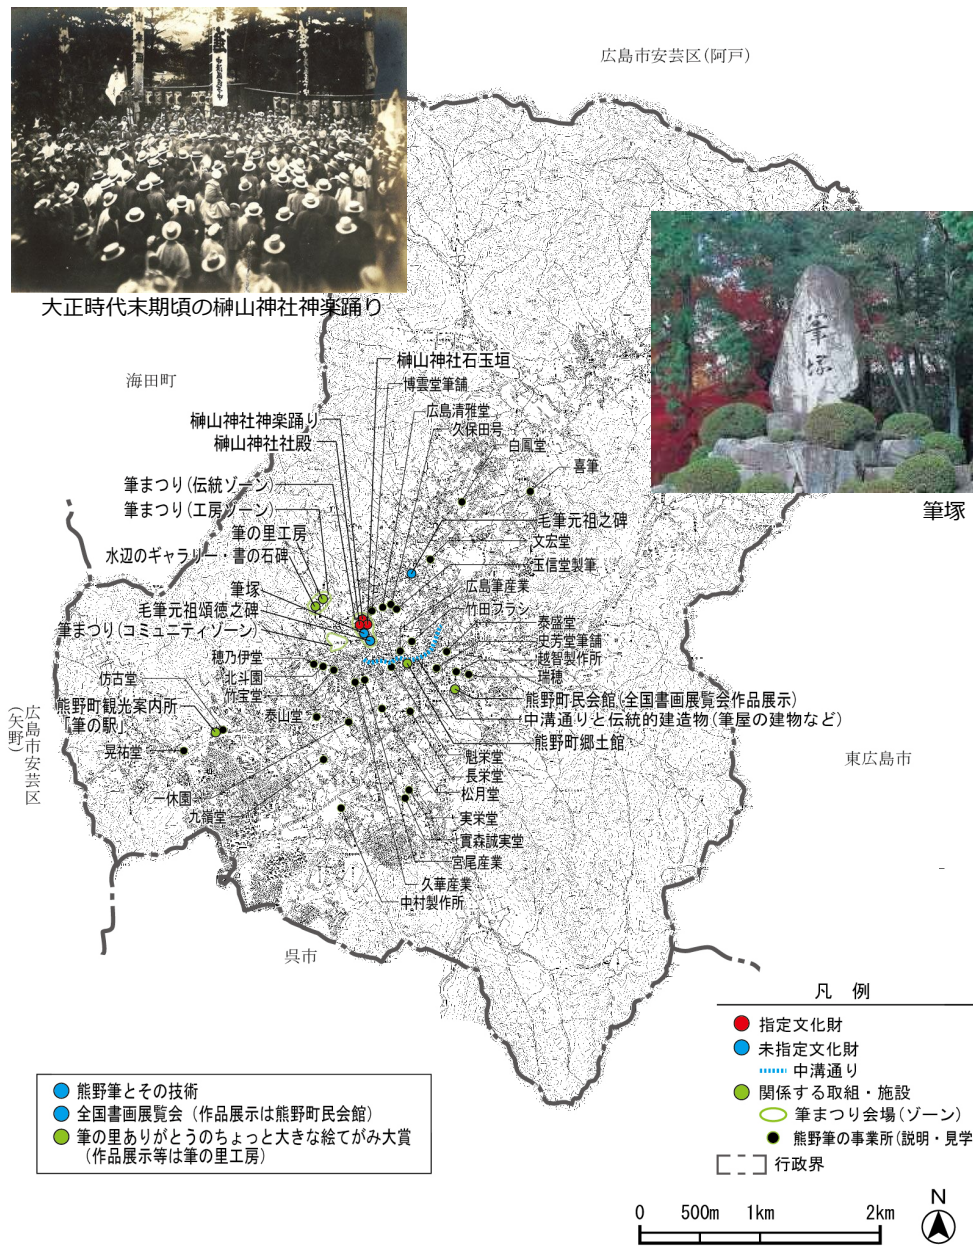 広島市安芸区(阿戸)
大正時代末期頃の榊山神社神楽踊り
筆塚
筆塚
海田町
榊山神社石玉垣
博雲堂筆舗
榊山神社神楽踊り
広島清雅堂
久保田号
榊山神社社殿
白鳳堂
喜筆
筆まつり(伝統ゾーン)
筆まつり(工房ゾーン)
毛筆元祖之碑
筆の里工房
文宏堂
水辺のギャラリー・書の石碑
玉信堂製筆
筆塚
広島筆産業
毛筆元祖頌徳之碑
竹田ブラシ
筆まつり(コミュニティゾーン)
泰盛堂
史芳堂筆舗
穂乃伊堂
越智製作所
北斗園
瑞穂
仿古堂
竹宝堂
熊野町民会館(全国書画展覧会作品展示)
熊野町観光案内所
「筆の駅」
泰山堂
中溝通りと伝統的建造物(筆屋の建物など)
広島市安芸区
(矢野)
熊野町郷土館
晃祐堂
魁栄堂
東広島市
長栄堂
一休園
松月堂
九嶺堂
実栄堂
實森誠実堂
宮尾産業
久華産業
中村製作所
呉市
凡 例
指定文化財
未指定文化財
中溝通り
関係する取組・施設
筆まつり会場(ゾーン)
熊野筆の事業所(説明・見学
行政界
熊野筆とその技術
全国書画展覧会(作品展示は熊野町民会館)
筆の里ありがとうのちょっと大きな絵てがみ大賞
(作品展示等は筆の里工房)
0 500m 1km 2km
N